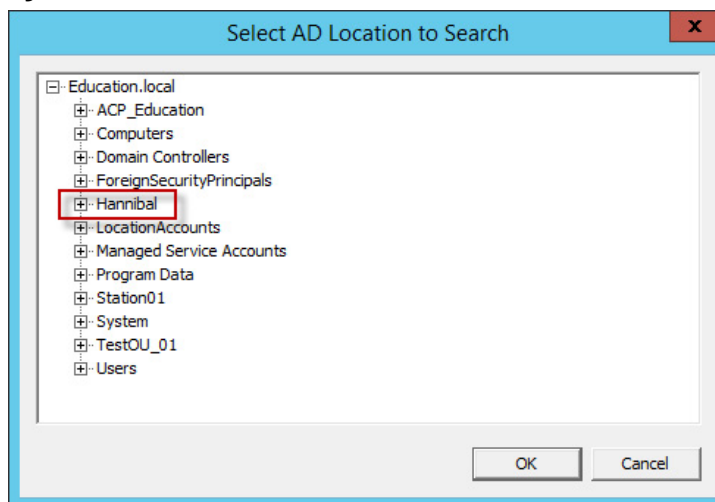 Select AD Location to Search
x
Education.local
ACP_Education
Computers
Domain Controllers
ForeignSecurityPrincipals
Hannibal
LocationAccounts
Managed Service Accounts
Program Data
Station01
System
TestOU_01
Users
OK Cancel